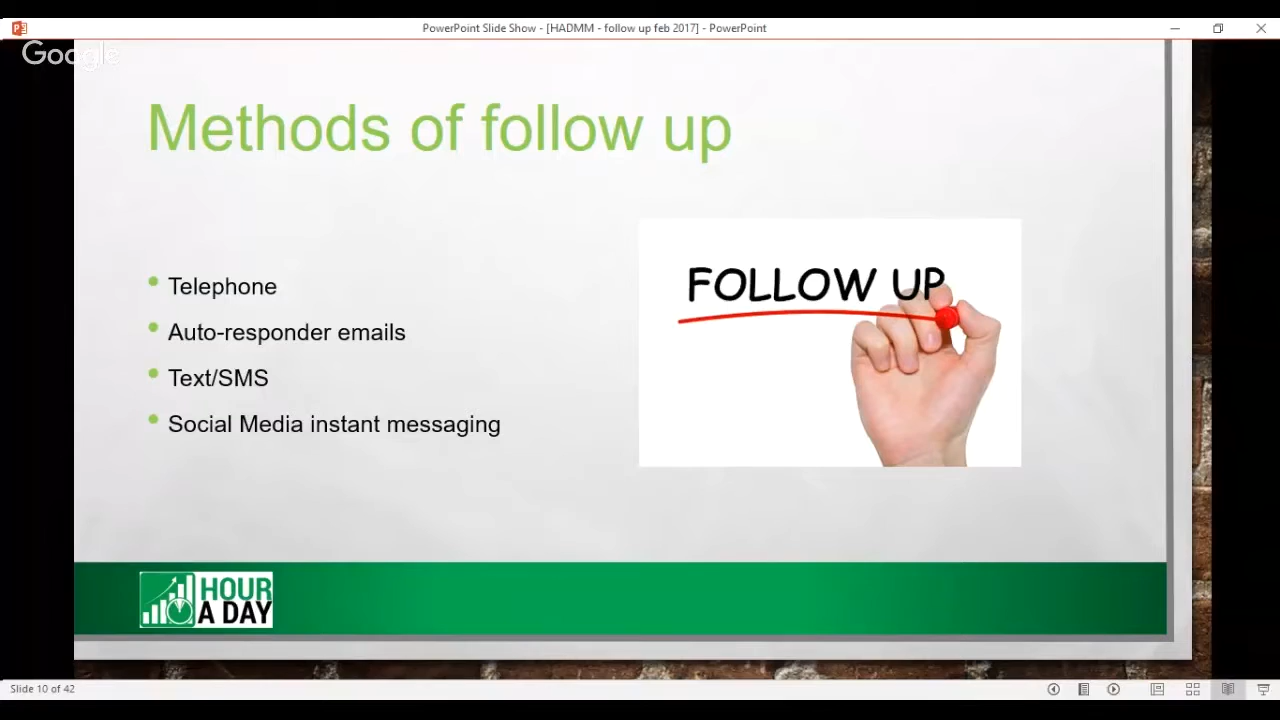 PowerPoint Slide Show - [HADMM - follow up feb 2017] - PowerPoint
Google
Methods of follow up
FOLLOW UP
Telephone
Auto-responder emails
Text/SMS
Social Media instant messaging
HOUR
A DAY
Slide 10 of 42